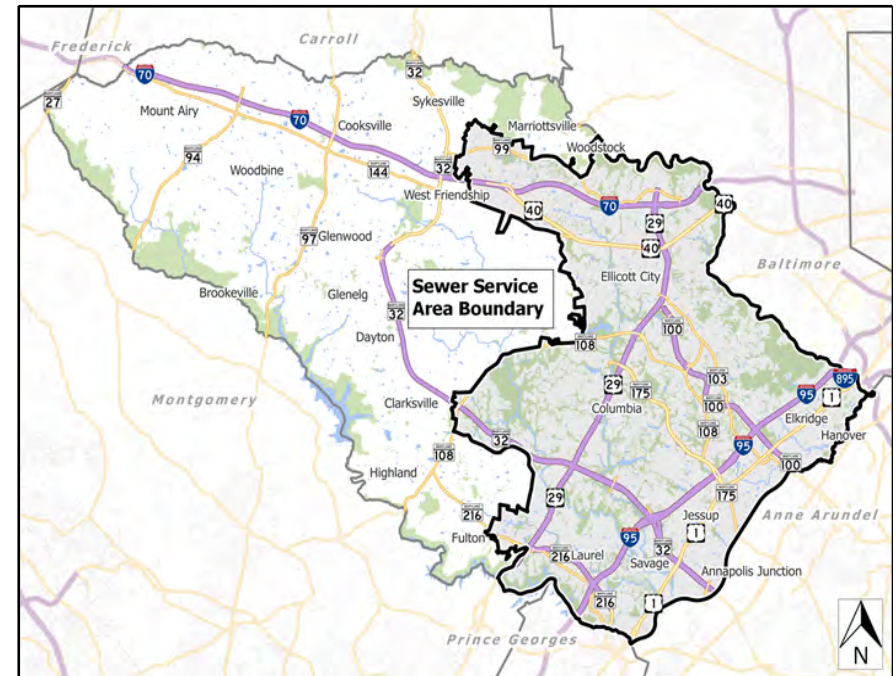 Frederick
Carroll
70
32
27
Mount Airy
Sykesville
70
Cooksville
Marriottsville
94
99
Woodstock
Woodbine
144
32
West Friendship
70
40
40
29
97
Glenwood
40
Ellicott City
Baltimore
Brookeville
Glenelg
Sewer Service
Area Boundary
32
Dayton
108
100
895
Montgomery
29
175
103
95
1
Clarksville
Columbia
100
Elkridge
32
108
95
Hanover
108
100
Highland
29
175
216
Jessup
Anne Arundel
Fulton
95
1
216
Laurel
32
Savage
Annapolis Junction
216
1
Prince Georges
N